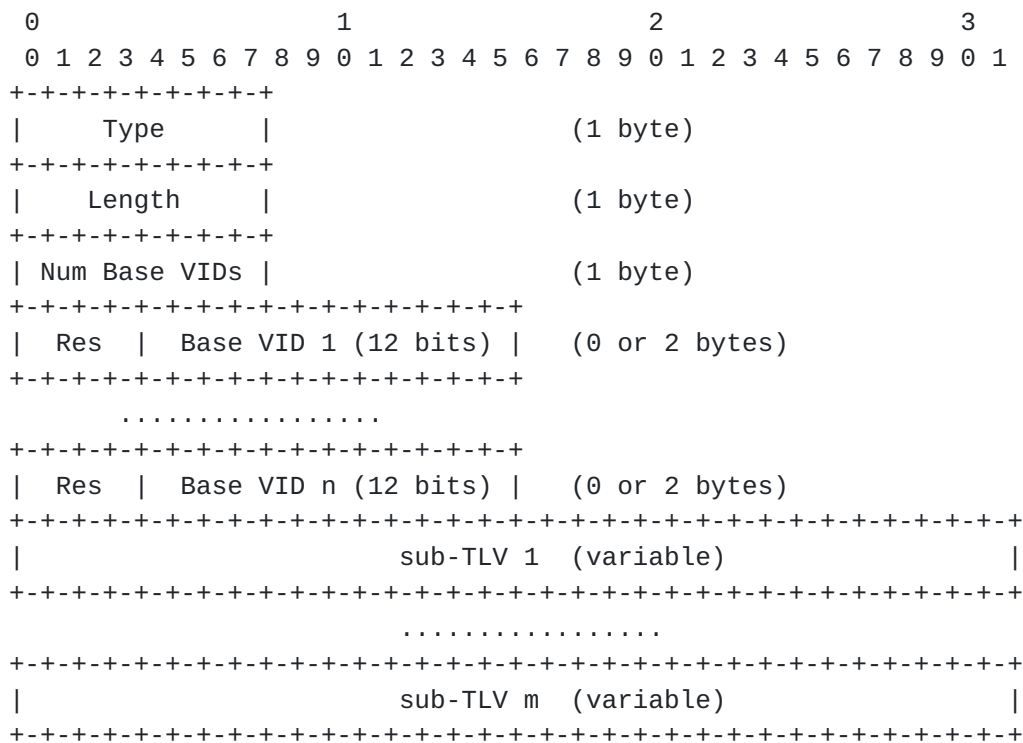 0                   1                   2                   3
 0 1 2 3 4 5 6 7 8 9 0 1 2 3 4 5 6 7 8 9 0 1 2 3 4 5 6 7 8 9 0 1
+-+-+-+-+-+-+-+-+
|     Type      |                   (1 byte)
+-+-+-+-+-+-+-+-+
|    Length     |                   (1 byte)
+-+-+-+-+-+-+-+-+
| Num Base VIDs |                   (1 byte)
+-+-+-+-+-+-+-+-+-+-+-+-+-+-+-+-+
|  Res  |  Base VID 1 (12 bits) |   (0 or 2 bytes)
+-+-+-+-+-+-+-+-+-+-+-+-+-+-+-+-+
       .................
+-+-+-+-+-+-+-+-+-+-+-+-+-+-+-+-+
|  Res  |  Base VID n (12 bits) |   (0 or 2 bytes)
+-+-+-+-+-+-+-+-+-+-+-+-+-+-+-+-+-+-+-+-+-+-+-+-+-+-+-+-+-+-+-+-+
|                        sub-TLV 1  (variable)                  |
+-+-+-+-+-+-+-+-+-+-+-+-+-+-+-+-+-+-+-+-+-+-+-+-+-+-+-+-+-+-+-+-+
                         .................
+-+-+-+-+-+-+-+-+-+-+-+-+-+-+-+-+-+-+-+-+-+-+-+-+-+-+-+-+-+-+-+-+
|                        sub-TLV m  (variable)                  |
+-+-+-+-+-+-+-+-+-+-+-+-+-+-+-+-+-+-+-+-+-+-+-+-+-+-+-+-+-+-+-+-+